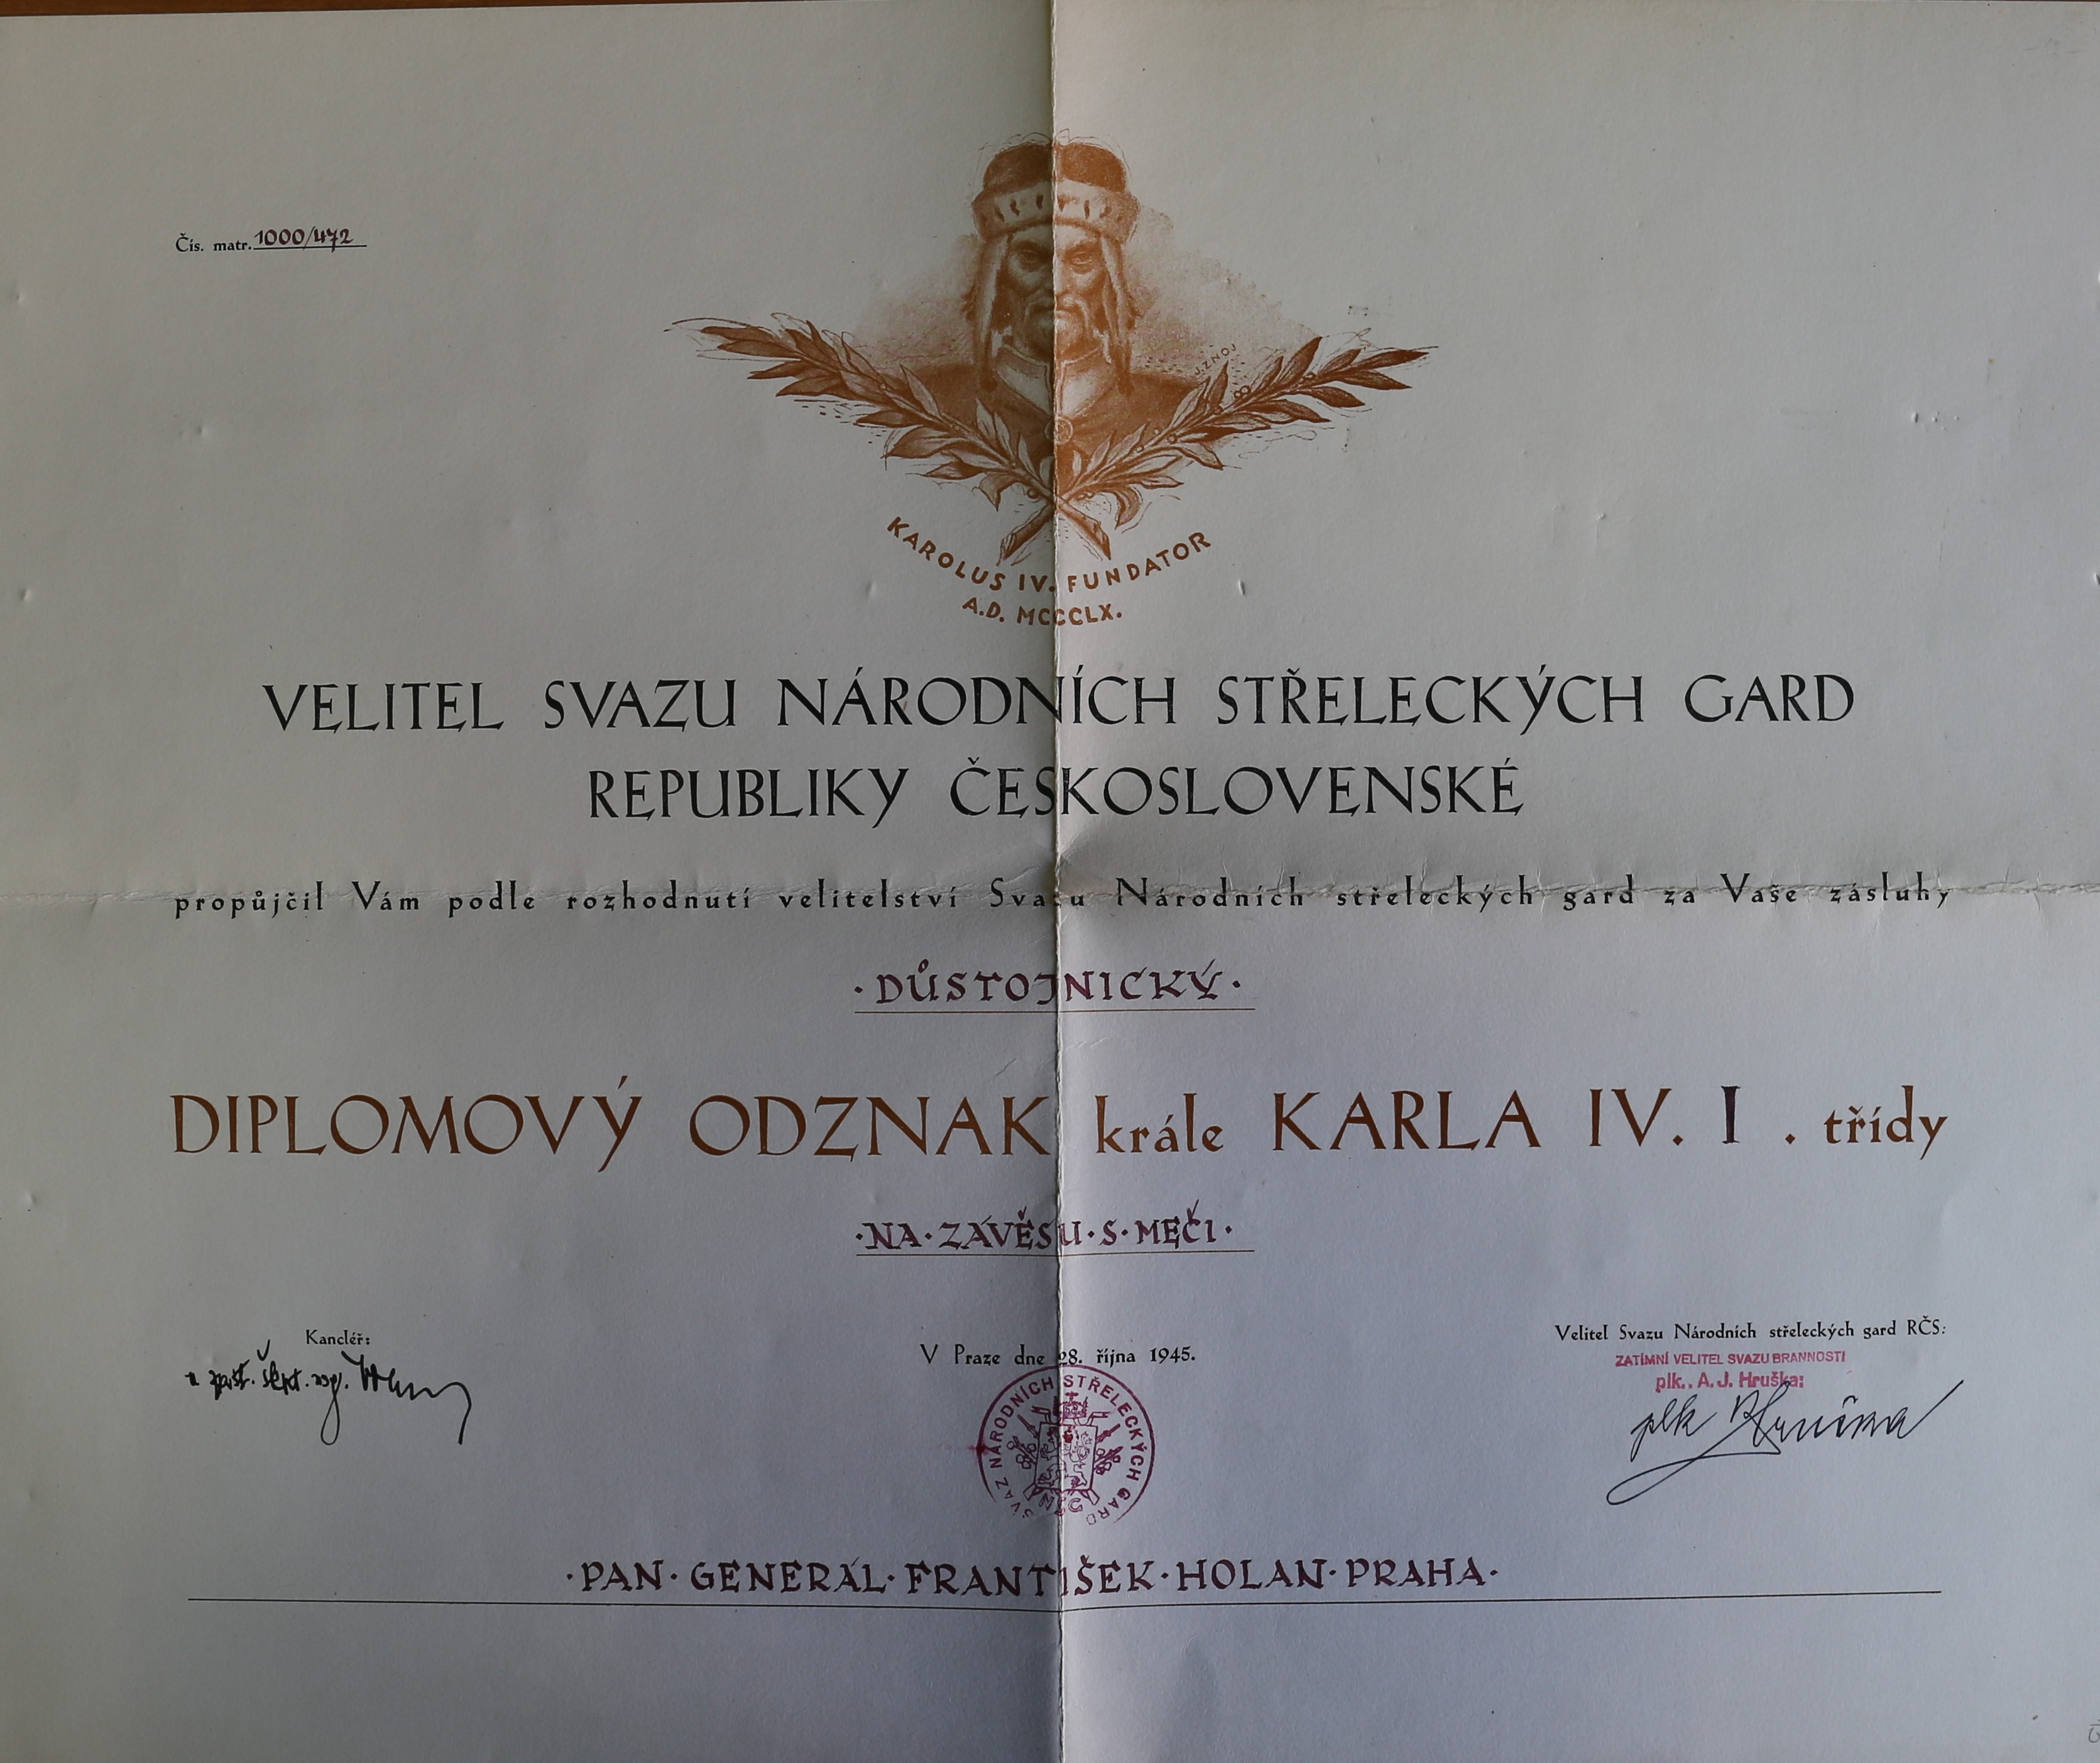 Čís. matr. 1000/472
J. ZNOJ
KAROLUS IV. FUNDATOR
A.D. MCCCLX.
VELITEL SVAZU NÁRODNÍCH STŘELECKÝCH GARD
REPUBLIKY ČESKOSLOVENSKÉ
propůjčil Vám podle rozhodnutí velitelství Svazu Národních střeleckých gard za Vaše zásluhy
·DŮSTOJNICKÝ·
DIPLOMOVÝ ODZNAK krále KARLA IV. I . třídy
·NA·ZÁVĚSU·S·MEČI·
Kancléř:
V Praze dne 28. října 1945.
Velitel Svazu Národních střeleckých gard RČS:
ZATÍMNÍ VELITEL SVAZU BRANNOSTI
plk. A. J. Hruška:
plk Hruška
SVAZ NÁRODNÍCH STŘELECKÝCH GARD
·PAN·GENERÁL·FRANTIŠEK·HOLAN·PRAHA·